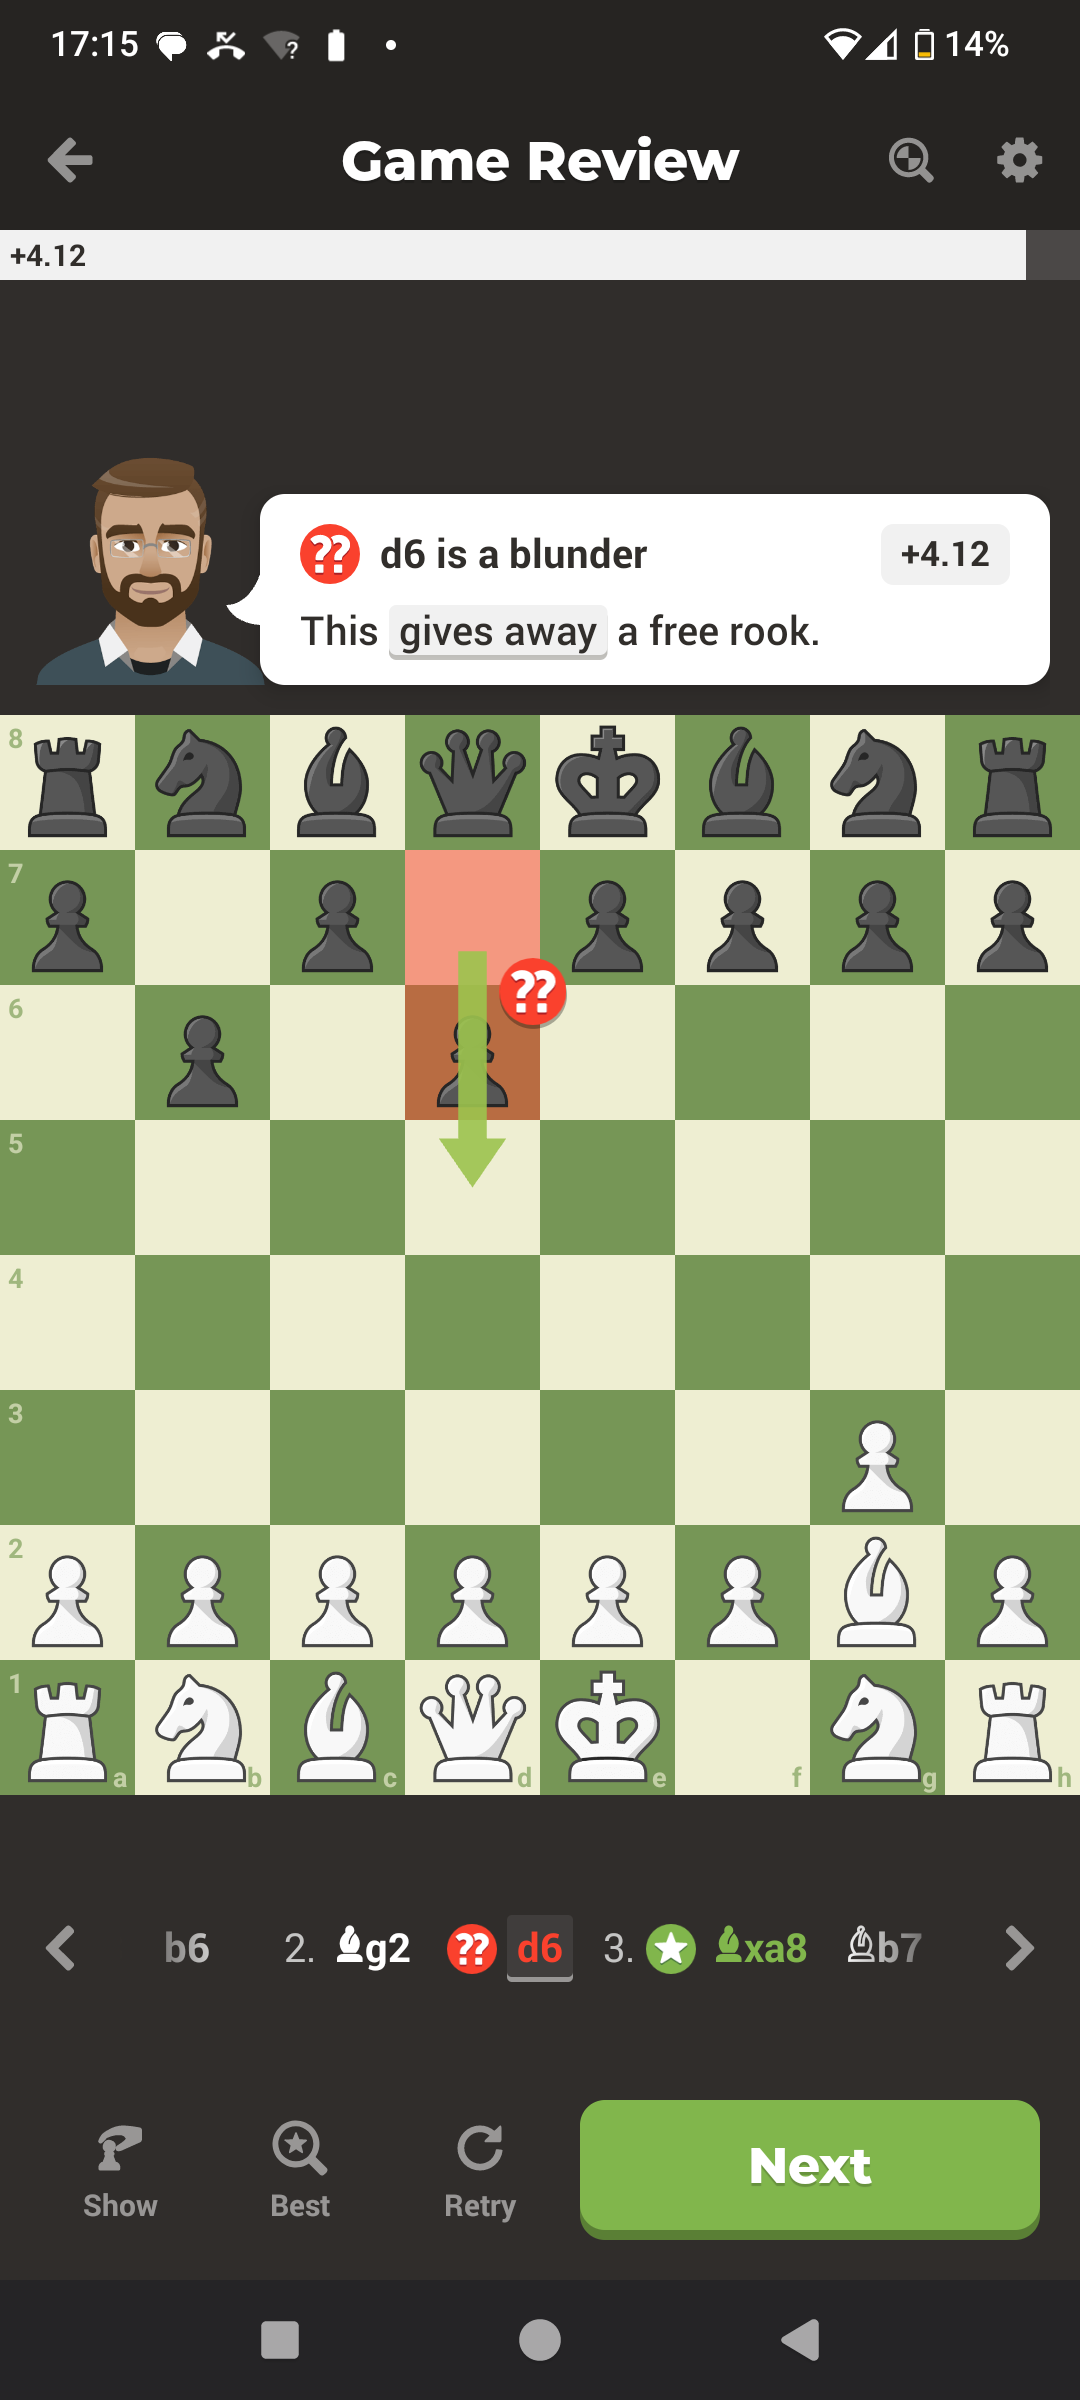 17:15 ? 14%
Game Review
+4.12
?? d6 is a blunder +4.12
This gives away a free rook.
8
7
??
6
5
4
3
2
1
a b c d e f g h
b6 2. g2 ?? d6 3. xa8 b7
Show Best Retry Next